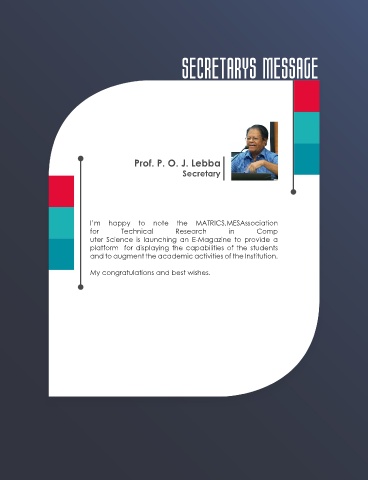 SECRETARYS MESSAGE
Prof. P. O. J. Lebba
Secretary
I'm happy to note the MATRICS,MESAssociation
for Technical Research in Comp
uter Science is launching an E-Magazine to provide a
platform for displaying the capabilities of the students
and to augment the academic activities of the Institution.
My congratulations and best wishes.